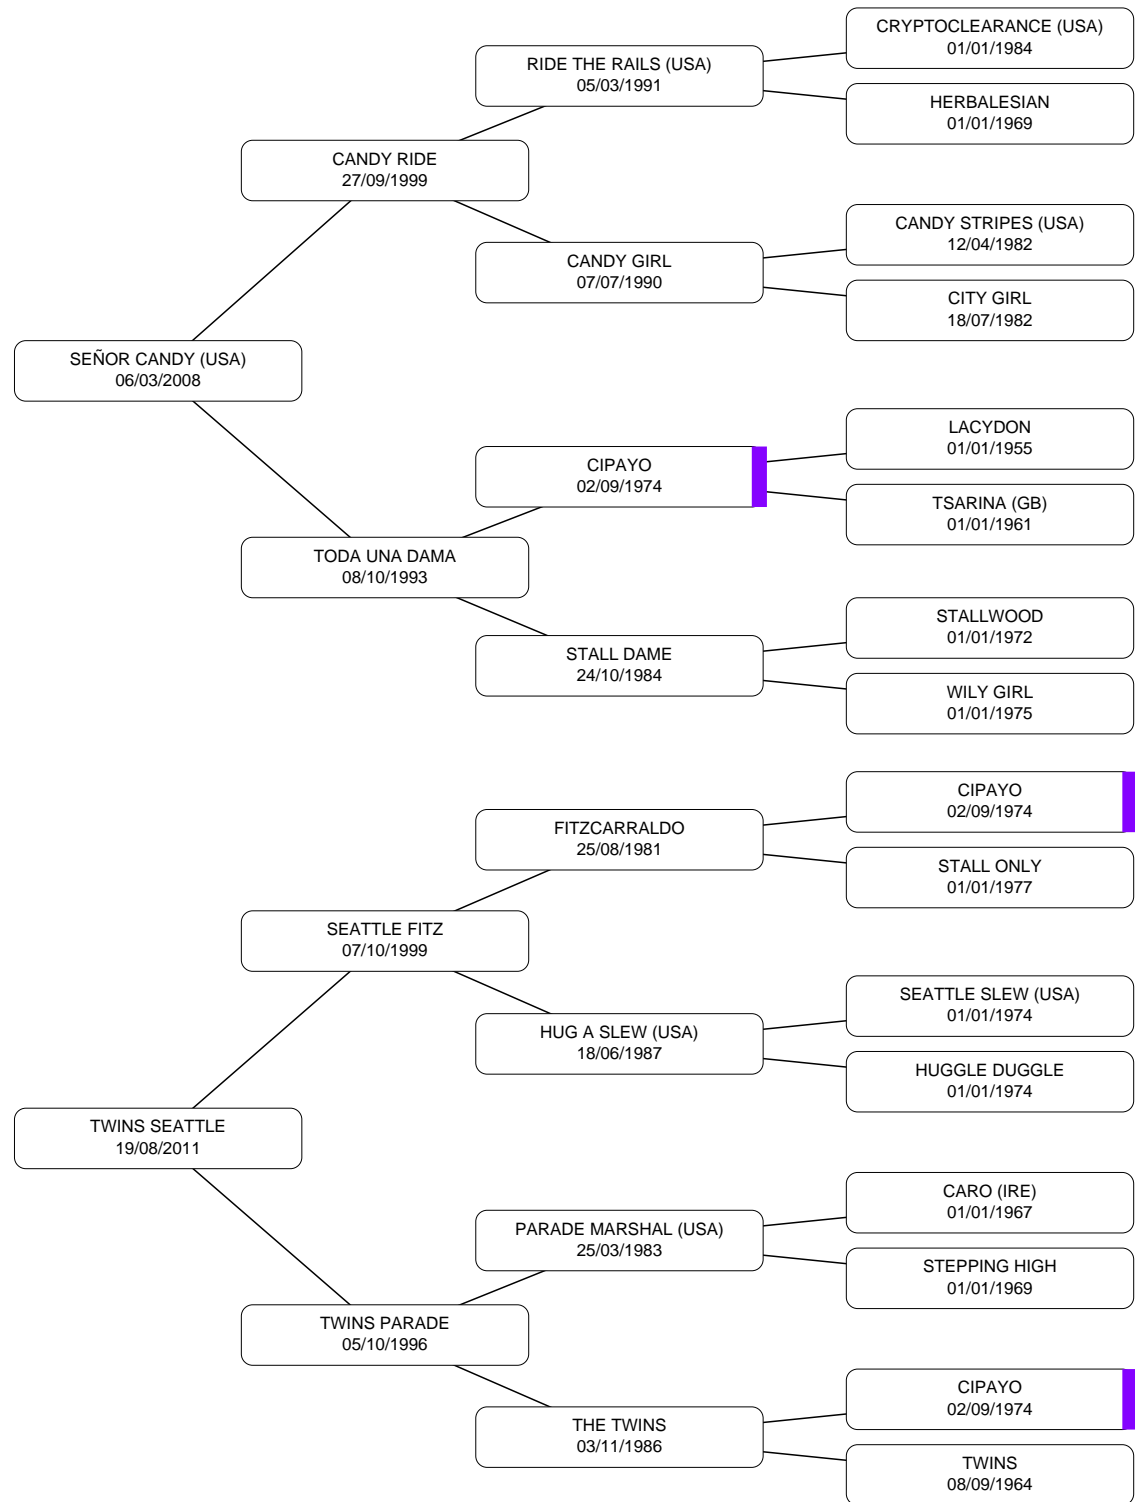 CRYPTOCLEARANCE (USA)
01/01/1984
RIDE THE RAILS (USA)
05/03/1991
HERBALESIAN
01/01/1969
CANDY RIDE
27/09/1999
CANDY STRIPES (USA)
12/04/1982
CANDY GIRL
07/07/1990
CITY GIRL
18/07/1982
SEÑOR CANDY (USA)
06/03/2008
LACYDON
01/01/1955
CIPAYO
02/09/1974
TSARINA (GB)
01/01/1961
TODA UNA DAMA
08/10/1993
STALLWOOD
01/01/1972
STALL DAME
24/10/1984
WILY GIRL
01/01/1975
CIPAYO
02/09/1974
FITZCARRALDO
25/08/1981
STALL ONLY
01/01/1977
SEATTLE FITZ
07/10/1999
SEATTLE SLEW (USA)
01/01/1974
HUG A SLEW (USA)
18/06/1987
HUGGLE DUGGLE
01/01/1974
TWINS SEATTLE
19/08/2011
CARO (IRE)
01/01/1967
PARADE MARSHAL (USA)
25/03/1983
STEPPING HIGH
01/01/1969
TWINS PARADE
05/10/1996
CIPAYO
02/09/1974
THE TWINS
03/11/1986
TWINS
08/09/1964